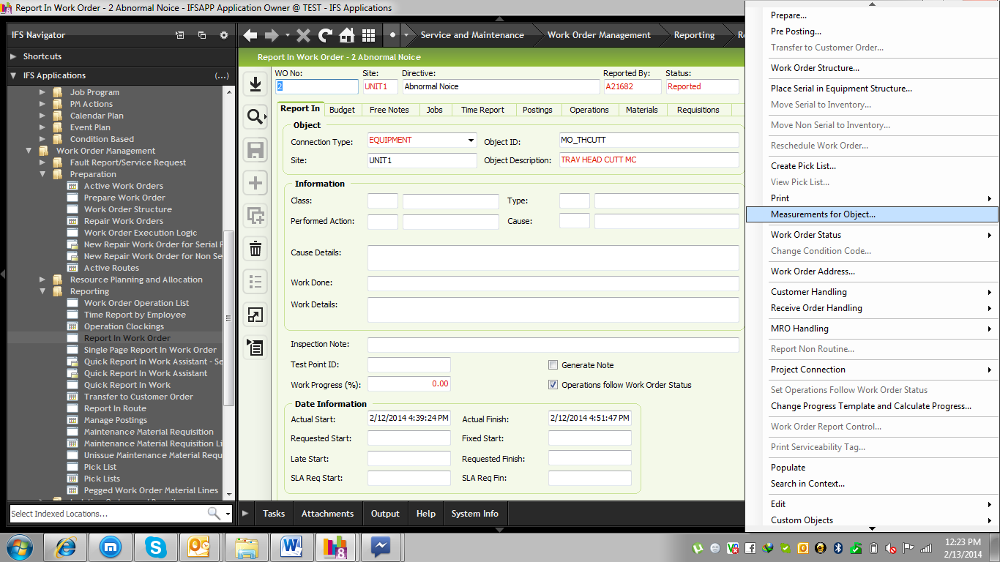 Report In Work Order - 2 Abnormal Noice - IFSAPP Application Owner @ TEST - IFS Applications
IFS Navigator
Shortcuts
IFS Applications
(...)
Job Program
PM Actions
Calendar Plan
Event Plan
Condition Based
Work Order Management
Fault Report/Service Request
Preparation
Active Work Orders
Prepare Work Order
Work Order Structure
Repair Work Orders
Work Order Execution Logic
New Repair Work Order for Serial P
New Repair Work Order for Non Se
Active Routes
Resource Planning and Allocation
Reporting
Work Order Operation List
Time Report by Employee
Operation Clockings
Report In Work Order
Single Page Report In Work Order
Quick Report In Work Assistant - Se
Quick Report In Work Assistant
Quick Report In Work
Transfer to Customer Order
Report In Route
Manage Postings
Maintenance Material Requisition
Maintenance Material Requisition Li
Unissue Maintenance Material Requ
Pick List
Pick Lists
Pegged Work Order Material Lines
Select Indexed Locations...
Service and Maintenance
Work Order Management
Reporting
Report In Work Order - 2 Abnormal Noice
WO No: Site: Directive: Reported By: Status:
2 UNIT1 Abnormal Noice A21682 Reported
Report In Budget Free Notes Jobs Time Report Postings Operations Materials Requisitions
Object
Connection Type: EQUIPMENT Object ID: MO_THCUTT
Site: UNIT1 Object Description: TRAV HEAD CUTT MC
Information
Class: Type:
Performed Action: Cause:
Cause Details:
Work Done:
Work Details:
Inspection Note:
Test Point ID: Generate Note
Work Progress (%): 0.00 Operations follow Work Order Status
Date Information
Actual Start: 2/12/2014 4:39:24 PM Actual Finish: 2/12/2014 4:51:47 PM
Requested Start: Fixed Start:
Late Start: Requested Finish:
SLA Req Start: SLA Req Fin:
Tasks Attachments Output Help System Info
Prepare...
Pre Posting...
Transfer to Customer Order...
Work Order Structure...
Place Serial in Equipment Structure...
Move Serial to Inventory...
Move Non Serial to Inventory...
Reschedule Work Order...
Create Pick List...
View Pick List...
Print
Measurements for Object...
Work Order Status
Change Condition Code...
Work Order Address...
Customer Handling
Receive Order Handling
MRO Handling
Report Non Routine...
Project Connection
Set Operations Follow Work Order Status
Change Progress Template and Calculate Progress...
Work Order Report Control...
Print Serviceability Tag...
Populate
Search in Context...
Edit
Custom Objects
12:23 PM
2/13/2014